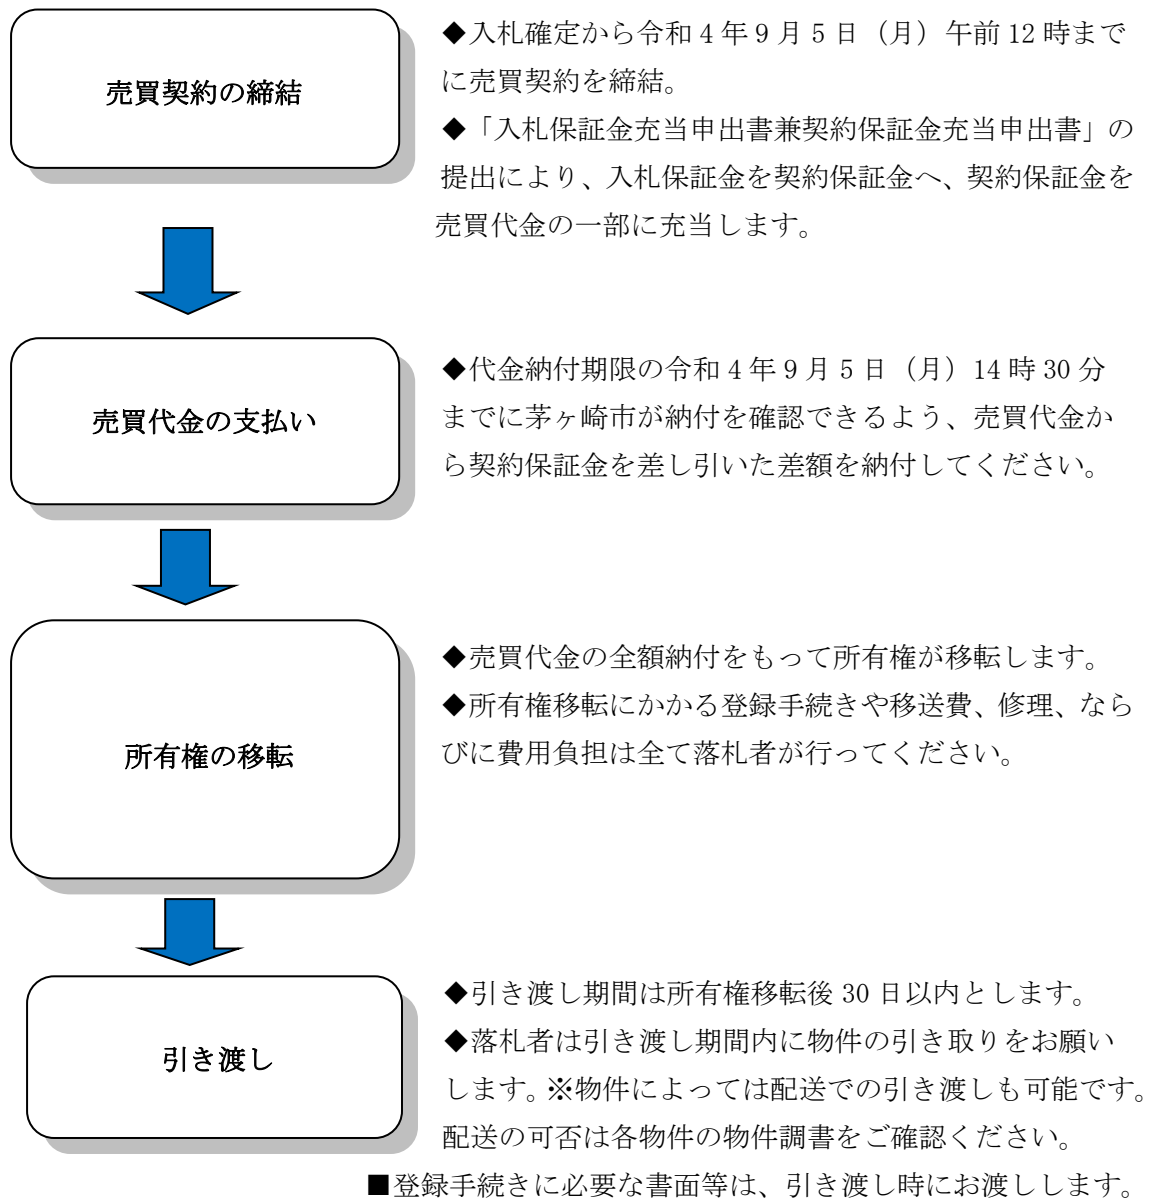 売買契約の締結
◆入札確定から令和4年9月5日（月）午前12時まで
に売買契約を締結。
◆「入札保証金充当申出書兼契約保証金充当申出書」の
提出により、入札保証金を契約保証金へ、契約保証金を
売買代金の一部に充当します。
売買代金の支払い
◆代金納付期限の令和4年9月5日（月）14時30分
までに茅ヶ崎市が納付を確認できるよう、売買代金か
ら契約保証金を差し引いた差額を納付してください。
所有権の移転
◆売買代金の全額納付をもって所有権が移転します。
◆所有権移転にかかる登録手続きや移送費、修理、なら
びに費用負担は全て落札者が行ってください。
引き渡し
◆引き渡し期間は所有権移転後30日以内とします。
◆落札者は引き渡し期間内に物件の引き取りをお願い
します。※物件によっては配送での引き渡しも可能です。
配送の可否は各物件の物件調書をご確認ください。
■登録手続きに必要な書面等は、引き渡し時にお渡しします。